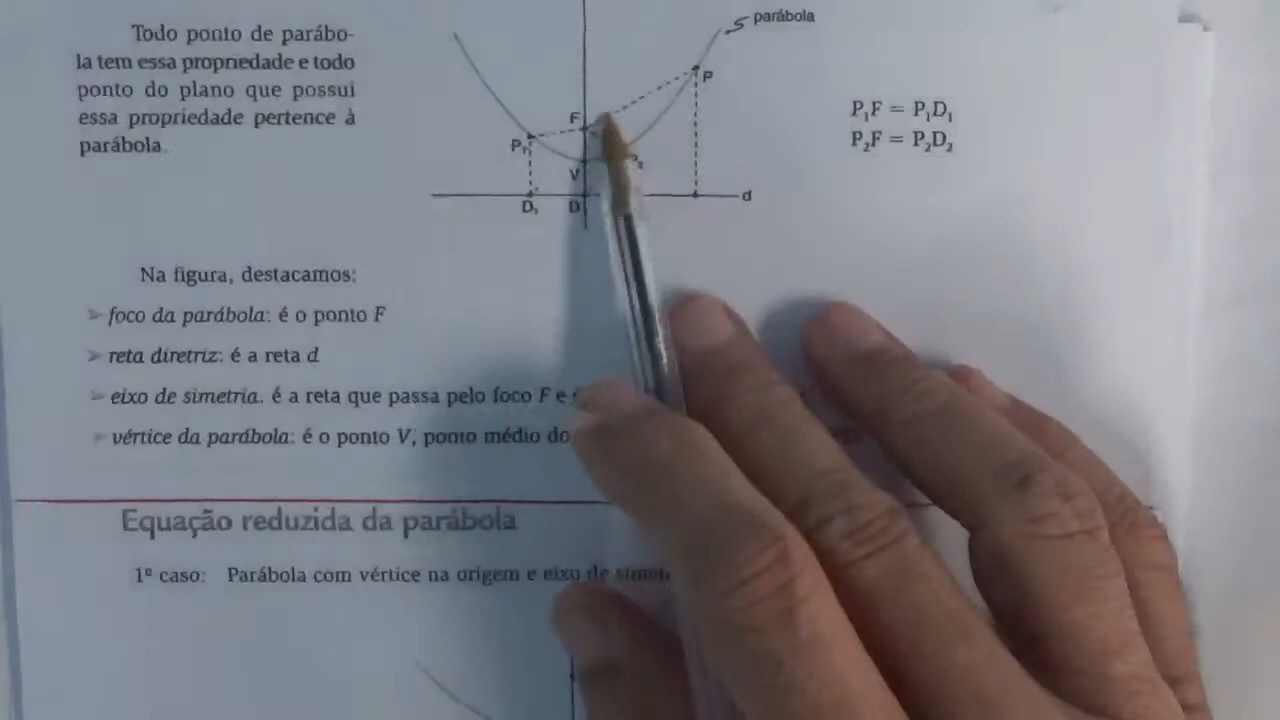 Todo ponto de parábo-
la tem essa propriedade e todo
ponto do plano que possui
essa propriedade pertence à
parábola.
parábola
F
P
P₁
V
D₁
D
d
P₁F = P₁D₁
P₂F = P₂D₂
Na figura, destacamos:
foco da parábola: é o ponto F
reta diretriz: é a reta d
eixo de simetria. é a reta que passa pelo foco F e
vértice da parábola: é o ponto V, ponto médio do
Equação reduzida da parábola
1º caso: Parábola com vértice na origem e eixo de